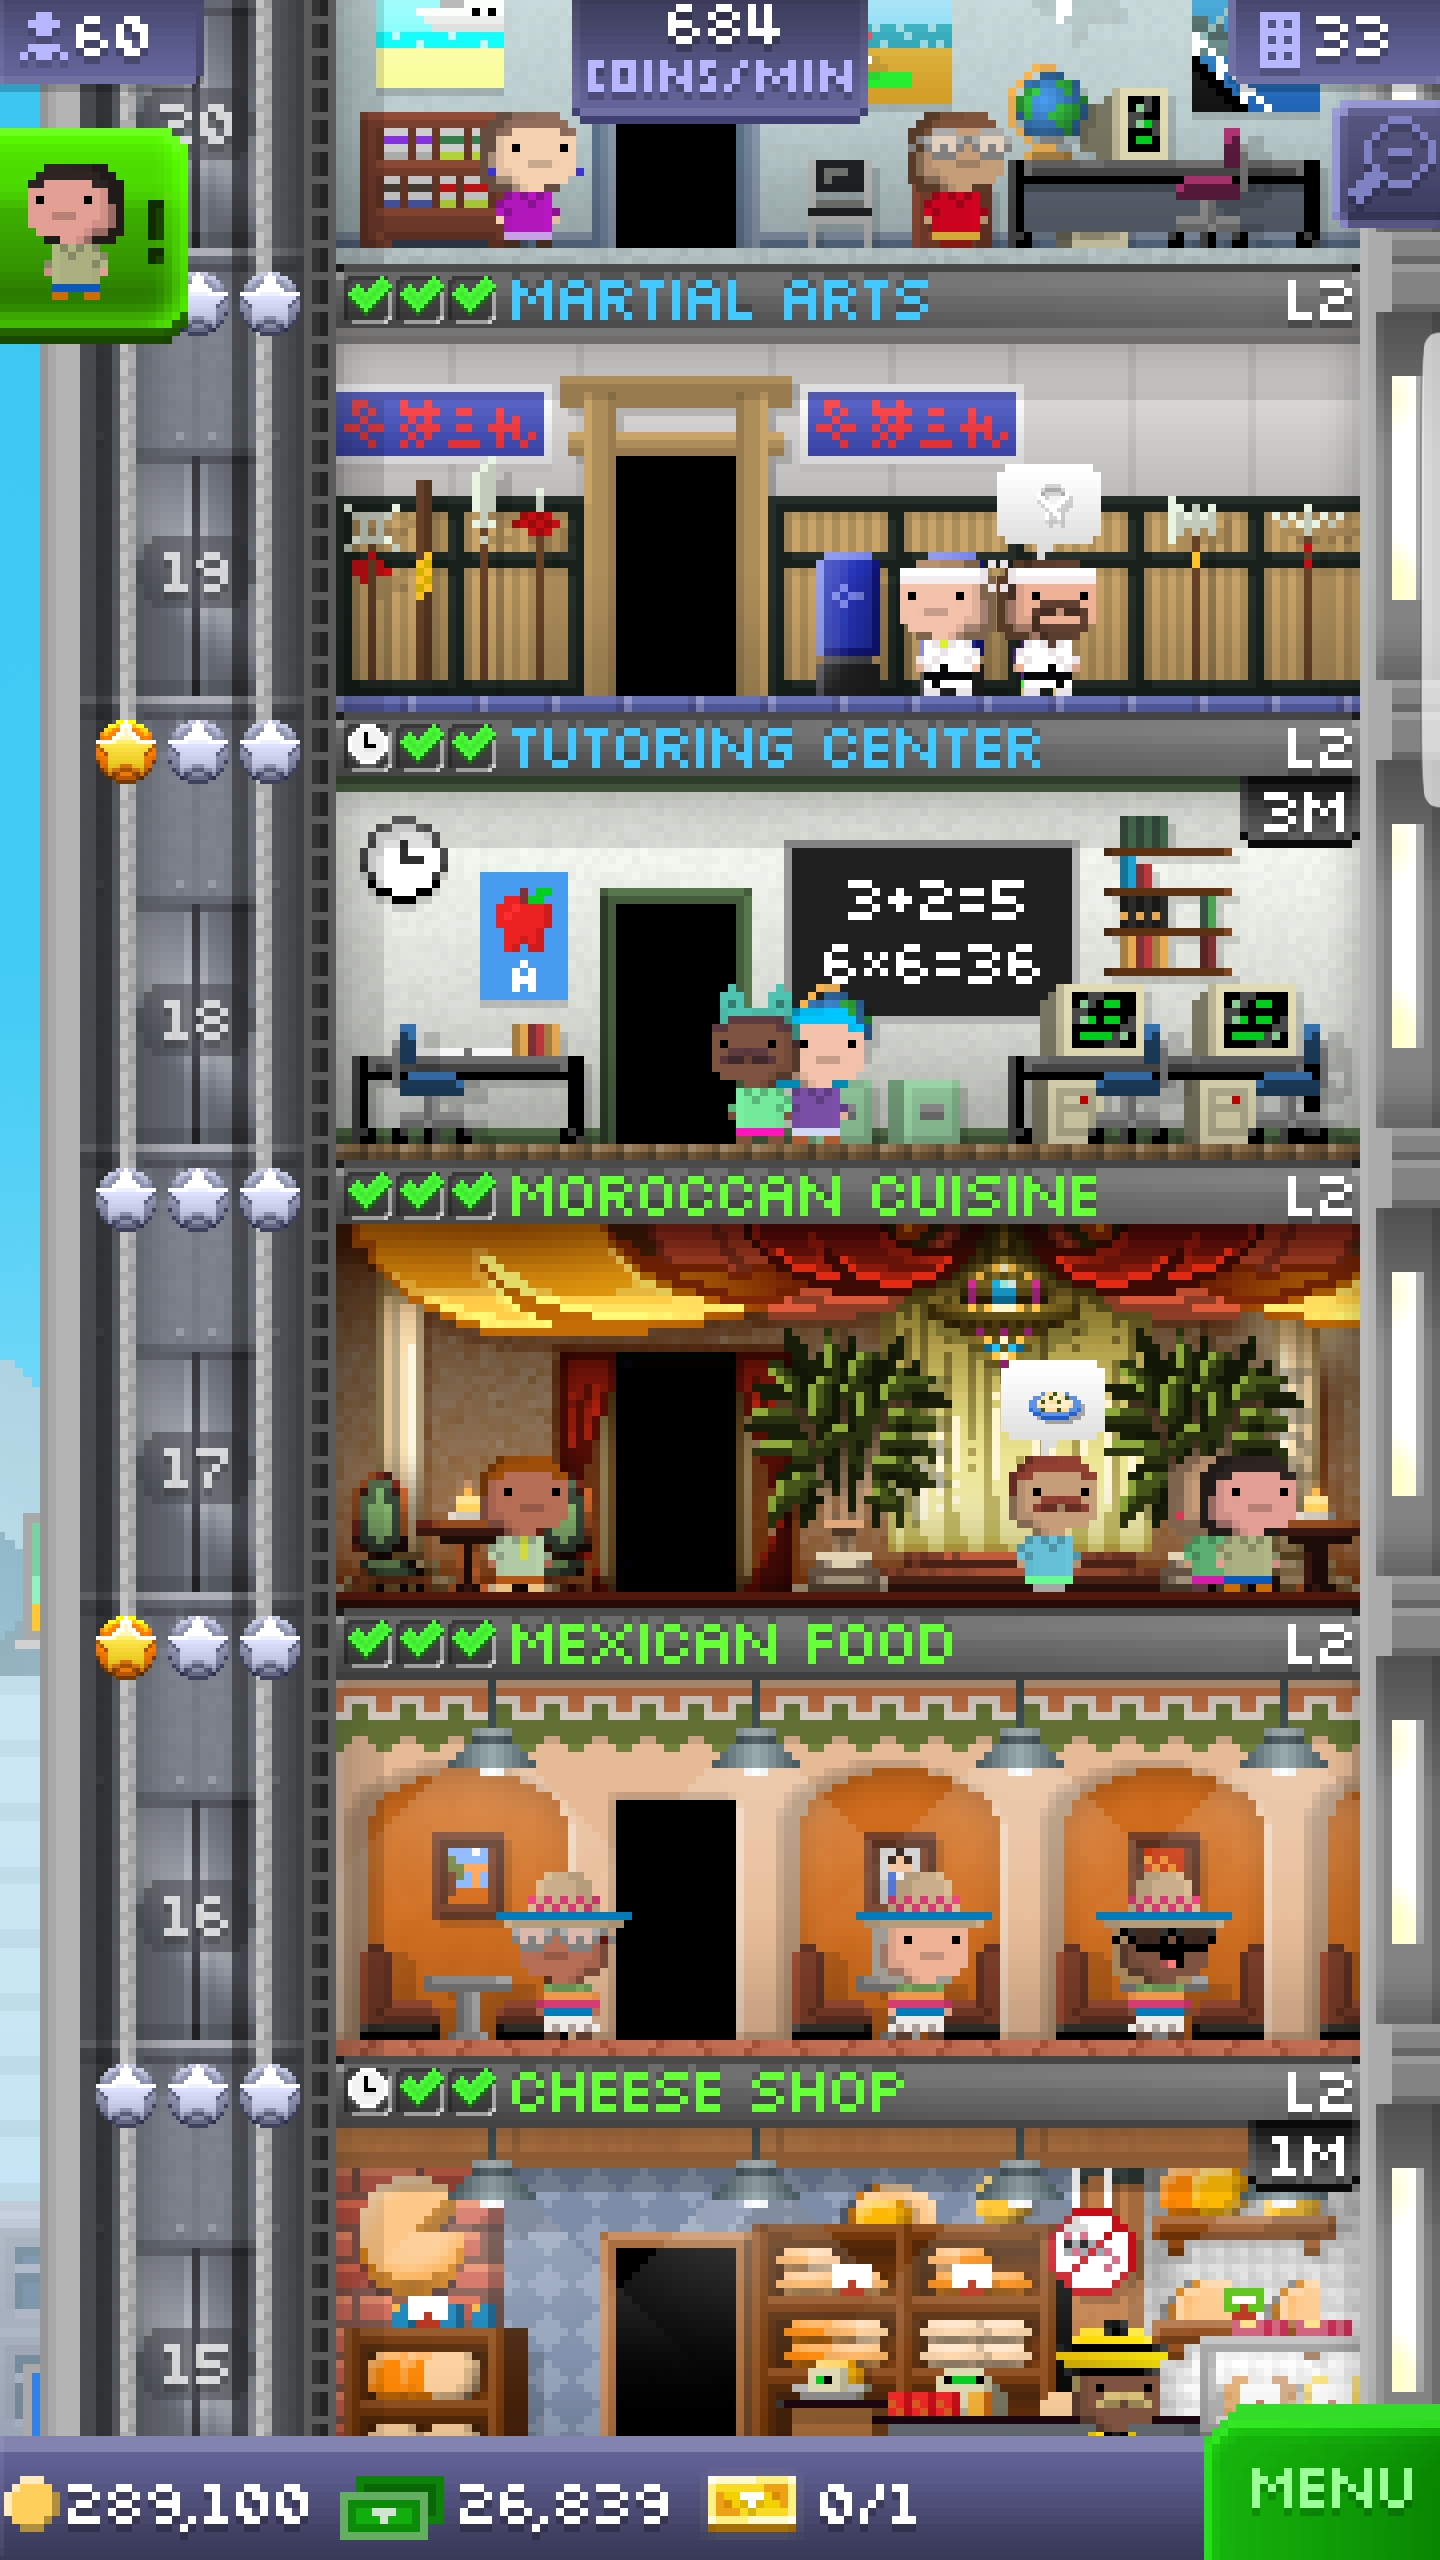 60
684
COINS/MIN
33
20
MARTIAL ARTS L2
19
TUTORING CENTER L2
3M
3+2=5
6×6=36
A
18
MOROCCAN CUISINE L2
17
MEXICAN FOOD L2
16
CHEESE SHOP L2
1M
15
289,100 26,839 0/1
MENU